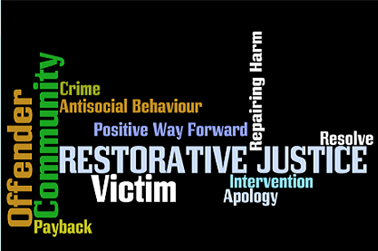 Offender
Community
Crime
Antisocial Behaviour
Positive Way Forward
Repairing Harm
Resolve
RESTORATIVE JUSTICE
Victim
Intervention
Apology
Payback